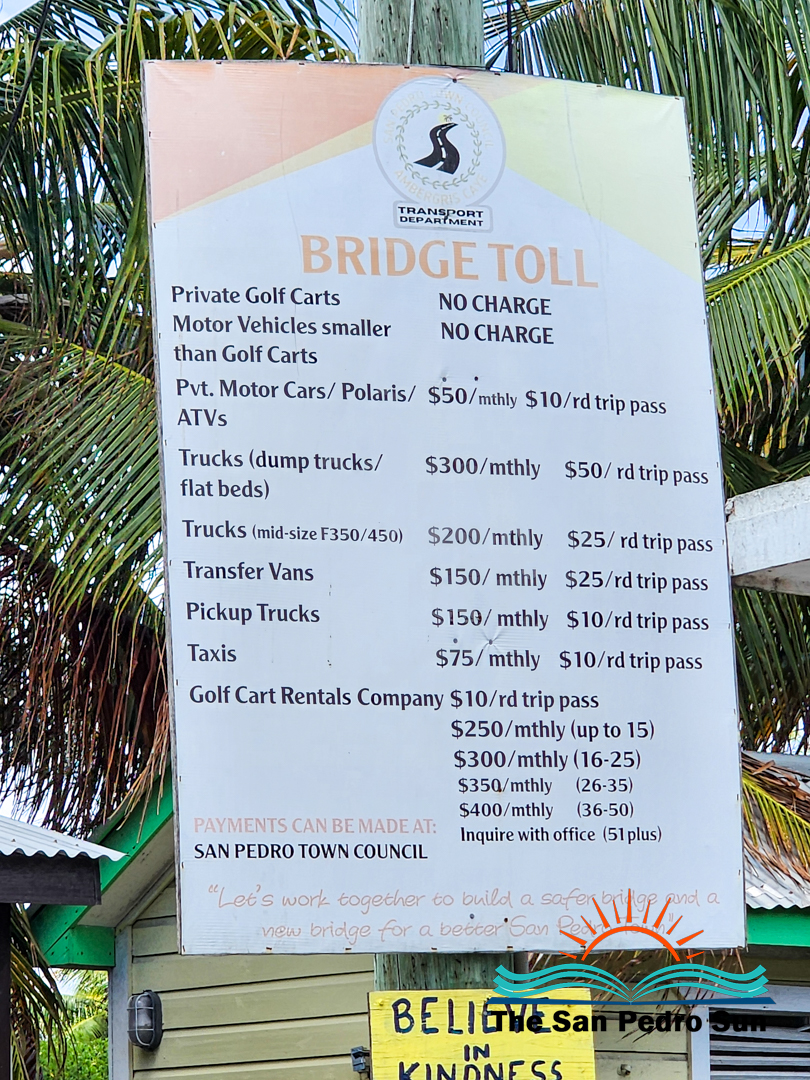 AMBERGRIS CAYE
TRANSPORT
DEPARTMENT
BRIDGE TOLL
Private Golf Carts NO CHARGE
Motor Vehicles smaller NO CHARGE
than Golf Carts
Pvt. Motor Cars/ Polaris/ $50/mthly $10/rd trip pass
ATVs
Trucks (dump trucks/ $300/mthly $50/ rd trip pass
flat beds)
Trucks (mid-size F350/450) $200/mthly $25/ rd trip pass
Transfer Vans $150/ mthly $25/rd trip pass
Pickup Trucks $150/ mthly $10/rd trip pass
Taxis $75/ mthly $10/rd trip pass
Golf Cart Rentals Company $10/rd trip pass
$250/mthly (up to 15)
$300/mthly (16-25)
$350/mthly (26-35)
$400/mthly (36-50)
Inquire with office (51plus)
PAYMENTS CAN BE MADE AT:
SAN PEDRO TOWN COUNCIL
"Let's work together to build a safer bridge and a
new bridge for a better San Pedro Town"
The San Pedro Sun
BELIEVE
IN
KINDNESS